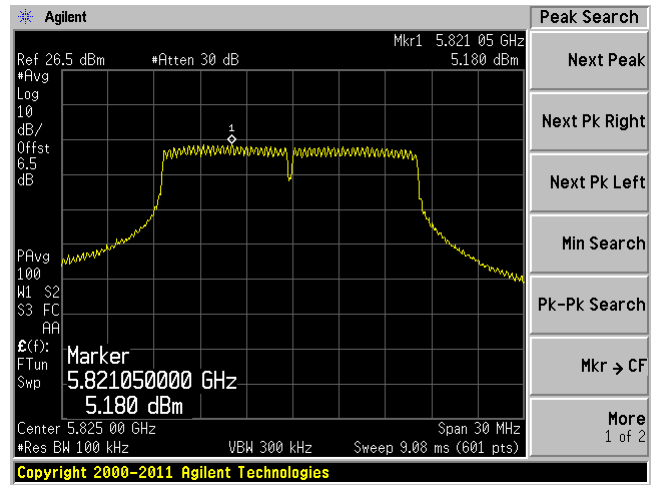 Agilent
Peak Search
Mkr1 5.821 05 GHz
Ref 26.5 dBm #Atten 30 dB 5.180 dBm
#Avg
Log
10
dB/
Offst
6.5
dB
1
PAvg
100
W1 S2
S3 FC
AA
£(f):
FTun
Swp
Marker
5.821050000 GHz
5.180 dBm
Center 5.825 00 GHz Span 30 MHz
#Res BW 100 kHz VBW 300 kHz Sweep 9.08 ms (601 pts)
Copyright 2000-2011 Agilent Technologies
Next Peak
Next Pk Right
Next Pk Left
Min Search
Pk-Pk Search
Mkr → CF
More
1 of 2